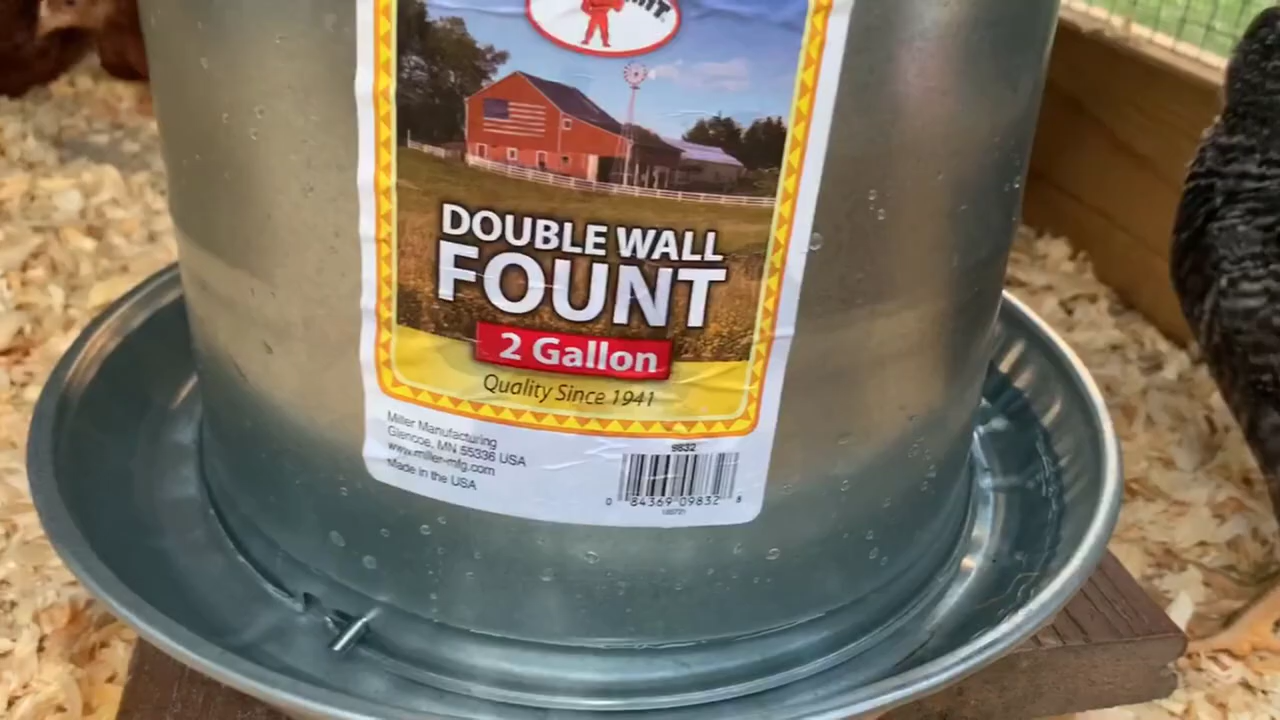 DOUBLE WALL
FOUNT
2 Gallon
Quality Since 1941
Miller Manufacturing
Glencoe, MN 55336 USA
www.miller-mfg.com
Made in the USA
9832
0 84369 09832 8